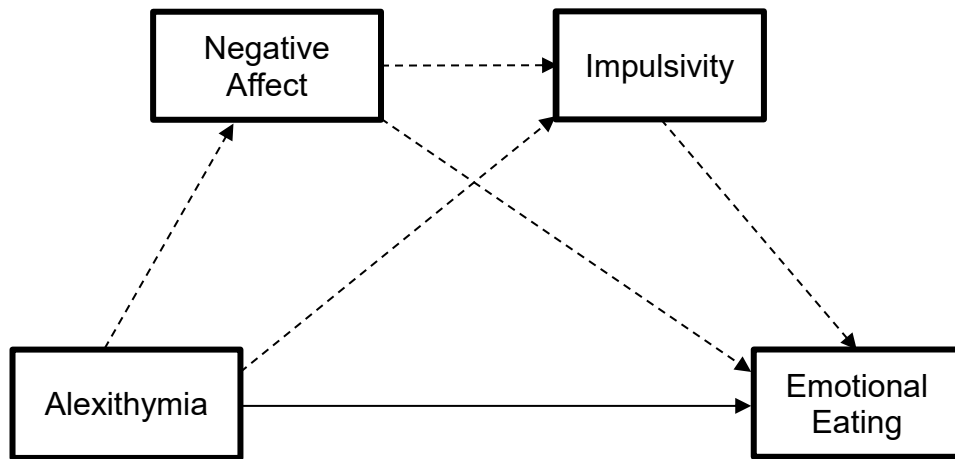 Negative
Affect
Impulsivity
Alexithymia
Emotional
Eating